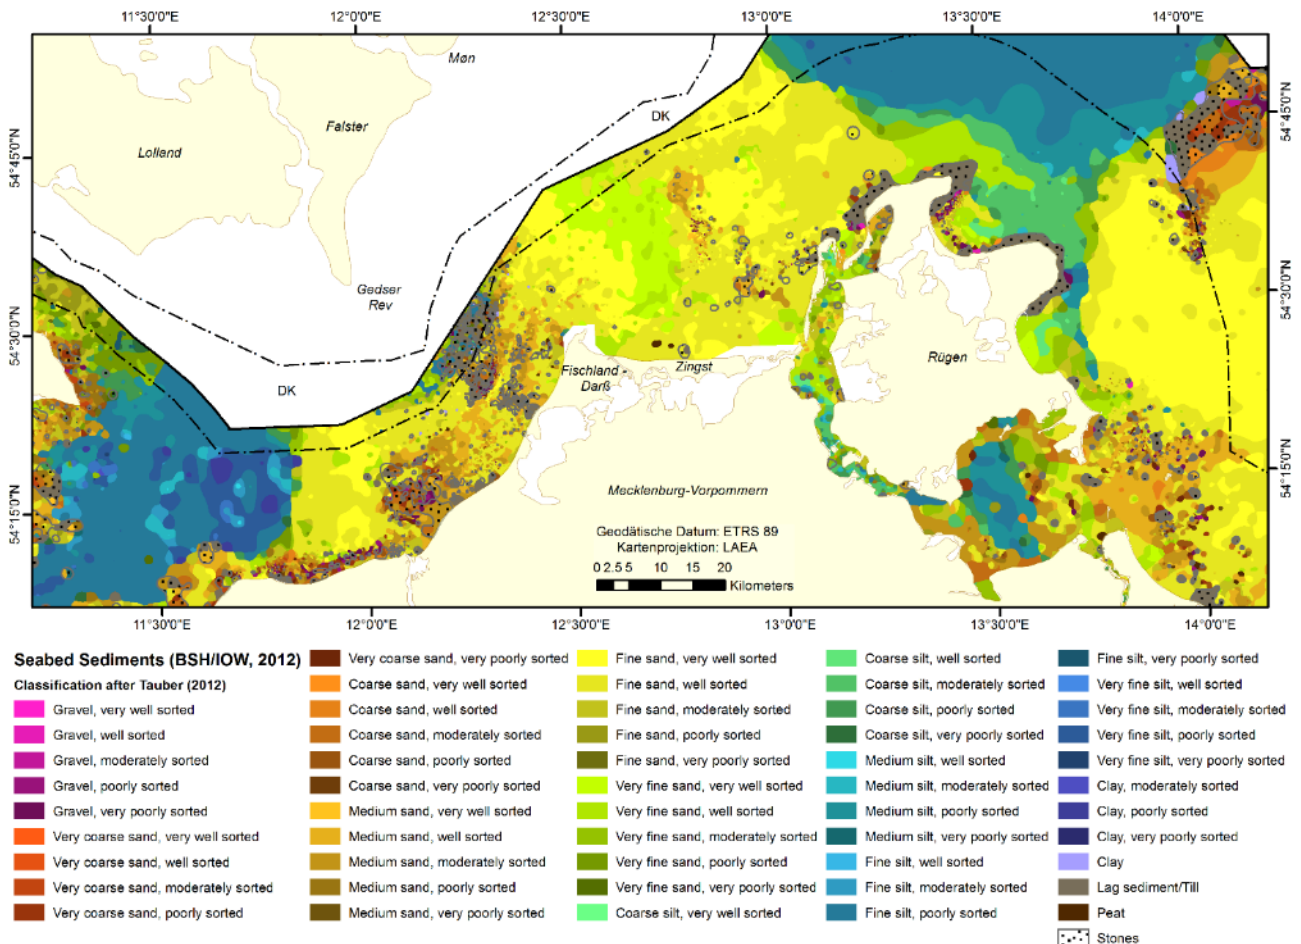 11°30'0"E 12°0'0"E 12°30'0"E 13°0'0"E 13°30'0"E 14°0'0"E
Møn
DK
54°45'0"N
Falster
Lolland
54°45'0"N
Gedser
Rev
54°30'0"N
54°30'0"N
Rügen
Zingst
Fischland -
Darß
DK
54°15'0"N
Mecklenburg-Vorpommern
54°15'0"N
Geodätische Datum: ETRS 89
Kartenprojektion: LAEA
0 2.5 5 10 15 20
Kilometers
11°30'0"E 12°0'0"E 12°30'0"E 13°0'0"E 13°30'0"E 14°0'0"E
Seabed Sediments (BSH/IOW, 2012)
Classification after Tauber (2012)
Gravel, very well sorted
Gravel, well sorted
Gravel, moderately sorted
Gravel, poorly sorted
Gravel, very poorly sorted
Very coarse sand, very well sorted
Very coarse sand, well sorted
Very coarse sand, moderately sorted
Very coarse sand, poorly sorted
Very coarse sand, very poorly sorted
Coarse sand, very well sorted
Coarse sand, well sorted
Coarse sand, moderately sorted
Coarse sand, poorly sorted
Coarse sand, very poorly sorted
Medium sand, very well sorted
Medium sand, well sorted
Medium sand, moderately sorted
Medium sand, poorly sorted
Medium sand, very poorly sorted
Fine sand, very well sorted
Fine sand, well sorted
Fine sand, moderately sorted
Fine sand, poorly sorted
Fine sand, very poorly sorted
Very fine sand, very well sorted
Very fine sand, well sorted
Very fine sand, moderately sorted
Very fine sand, poorly sorted
Very fine sand, very poorly sorted
Coarse silt, very well sorted
Coarse silt, well sorted
Coarse silt, moderately sorted
Coarse silt, poorly sorted
Coarse silt, very poorly sorted
Medium silt, well sorted
Medium silt, moderately sorted
Medium silt, poorly sorted
Medium silt, very poorly sorted
Fine silt, well sorted
Fine silt, moderately sorted
Fine silt, poorly sorted
Fine silt, very poorly sorted
Very fine silt, well sorted
Very fine silt, moderately sorted
Very fine silt, poorly sorted
Very fine silt, very poorly sorted
Clay, moderately sorted
Clay, poorly sorted
Clay, very poorly sorted
Clay
Lag sediment/Till
Peat
Stones